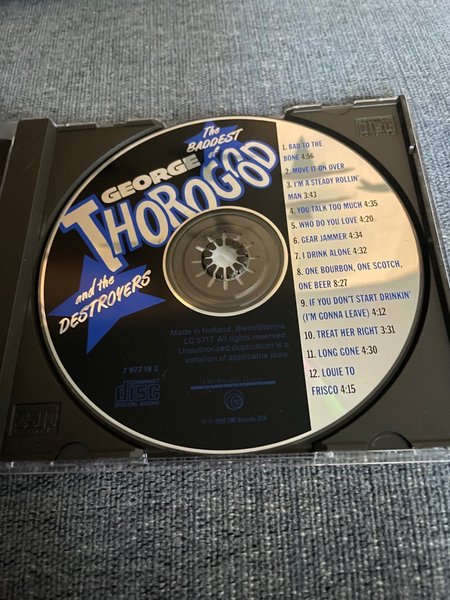 The
BADDEST
of
GEORGE
THOROGOOD
and the
DESTROYERS
1. BAD TO THE
BONE 4:56
2. MOVE IT ON OVER
3. I'M A STEADY ROLLIN'
MAN 3:43
4. YOU TALK TOO MUCH 4:35
5. WHO DO YOU LOVE 4:20
6. GEAR JAMMER 4:34
7. I DRINK ALONE 4:32
8. ONE BOURBON, ONE SCOTCH,
ONE BEER 8:27
9. IF YOU DON'T START DRINKIN'
(I'M GONNA LEAVE) 4:12
10. TREAT HER RIGHT 3:31
11. LONG GONE 4:30
12. LOUIE TO
FRISCO 4:15
Made in Holland, Biem/Stemra.
LC 5717. All rights reserved.
Unauthorized duplication is a
violation of applicable laws.
7 97718 2
COMPACT
disc
DIGITAL AUDIO
1992 EMI Records USA